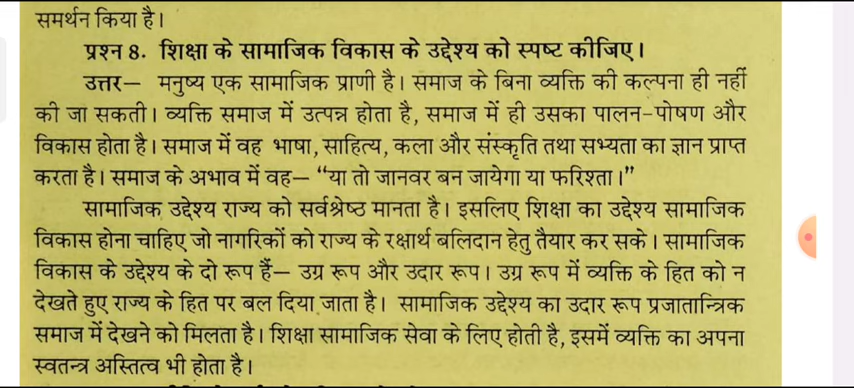 समर्थन किया है।
प्रश्न 8. शिक्षा के सामाजिक विकास के उद्देश्य को स्पष्ट कीजिए।
उत्तर— मनुष्य एक सामाजिक प्राणी है। समाज के बिना व्यक्ति की कल्पना ही नहीं
की जा सकती। व्यक्ति समाज में उत्पन्न होता है, समाज में ही उसका पालन-पोषण और
विकास होता है। समाज में वह भाषा, साहित्य, कला और संस्कृति तथा सभ्यता का ज्ञान प्राप्त
करता है। समाज के अभाव में वह— “या तो जानवर बन जायेगा या फरिश्ता।”
सामाजिक उद्देश्य राज्य को सर्वश्रेष्ठ मानता है। इसलिए शिक्षा का उद्देश्य सामाजिक
विकास होना चाहिए जो नागरिकों को राज्य के रक्षार्थ बलिदान हेतु तैयार कर सके। सामाजिक
विकास के उद्देश्य के दो रूप हैं— उग्र रूप और उदार रूप। उग्र रूप में व्यक्ति के हित को न
देखते हुए राज्य के हित पर बल दिया जाता है। सामाजिक उद्देश्य का उदार रूप प्रजातान्त्रिक
समाज में देखने को मिलता है। शिक्षा सामाजिक सेवा के लिए होती है, इसमें व्यक्ति का अपना
स्वतन्त्र अस्तित्व भी होता है।